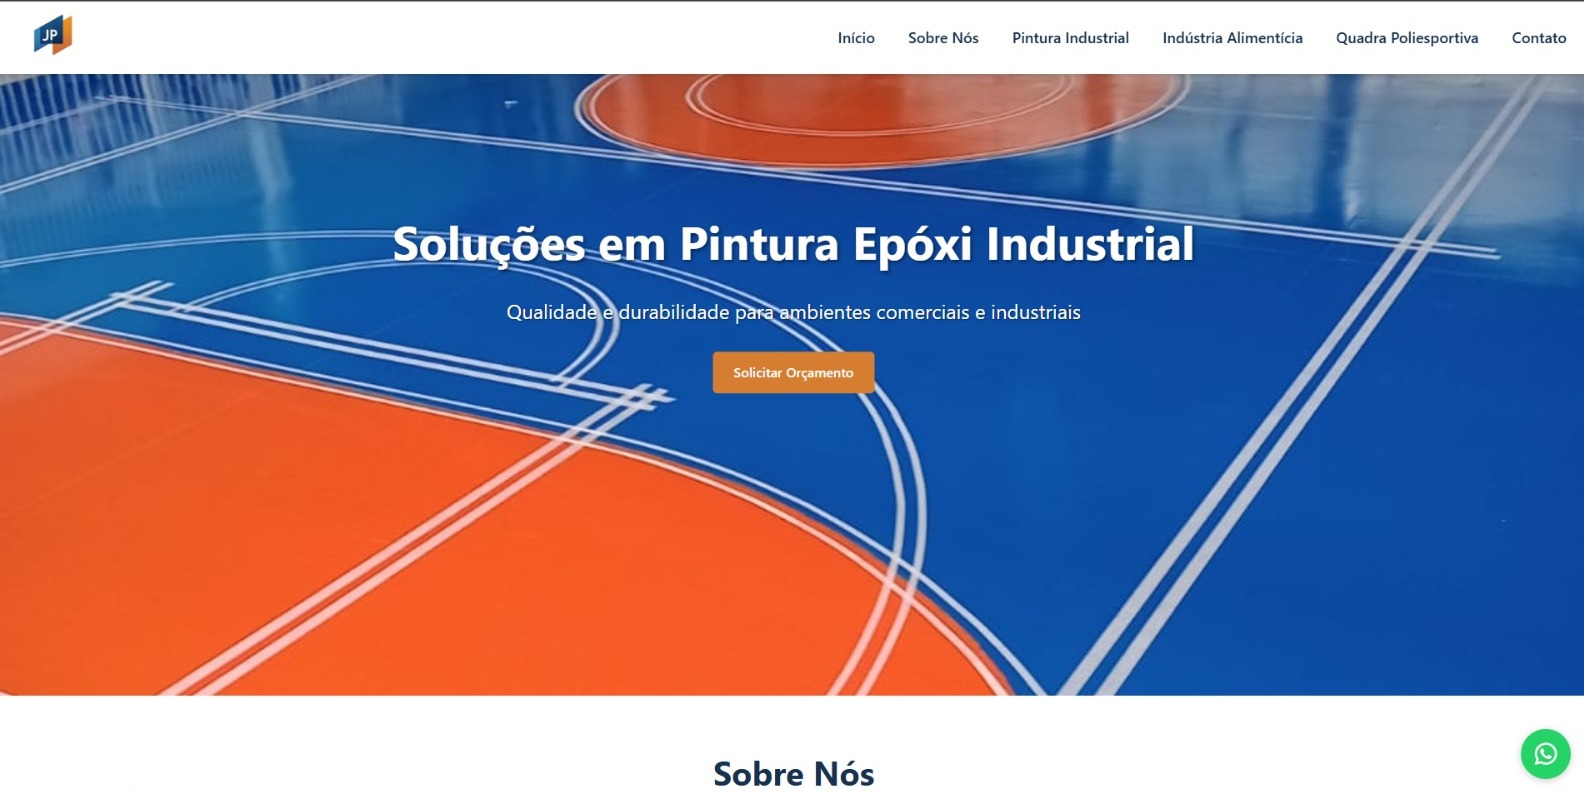 JP
Início
Sobre Nós
Pintura Industrial
Indústria Alimentícia
Quadra Poliesportiva
Contato
Soluções em Pintura Epóxi Industrial
Qualidade e durabilidade para ambientes comerciais e industriais
Solicitar Orçamento
Sobre Nós